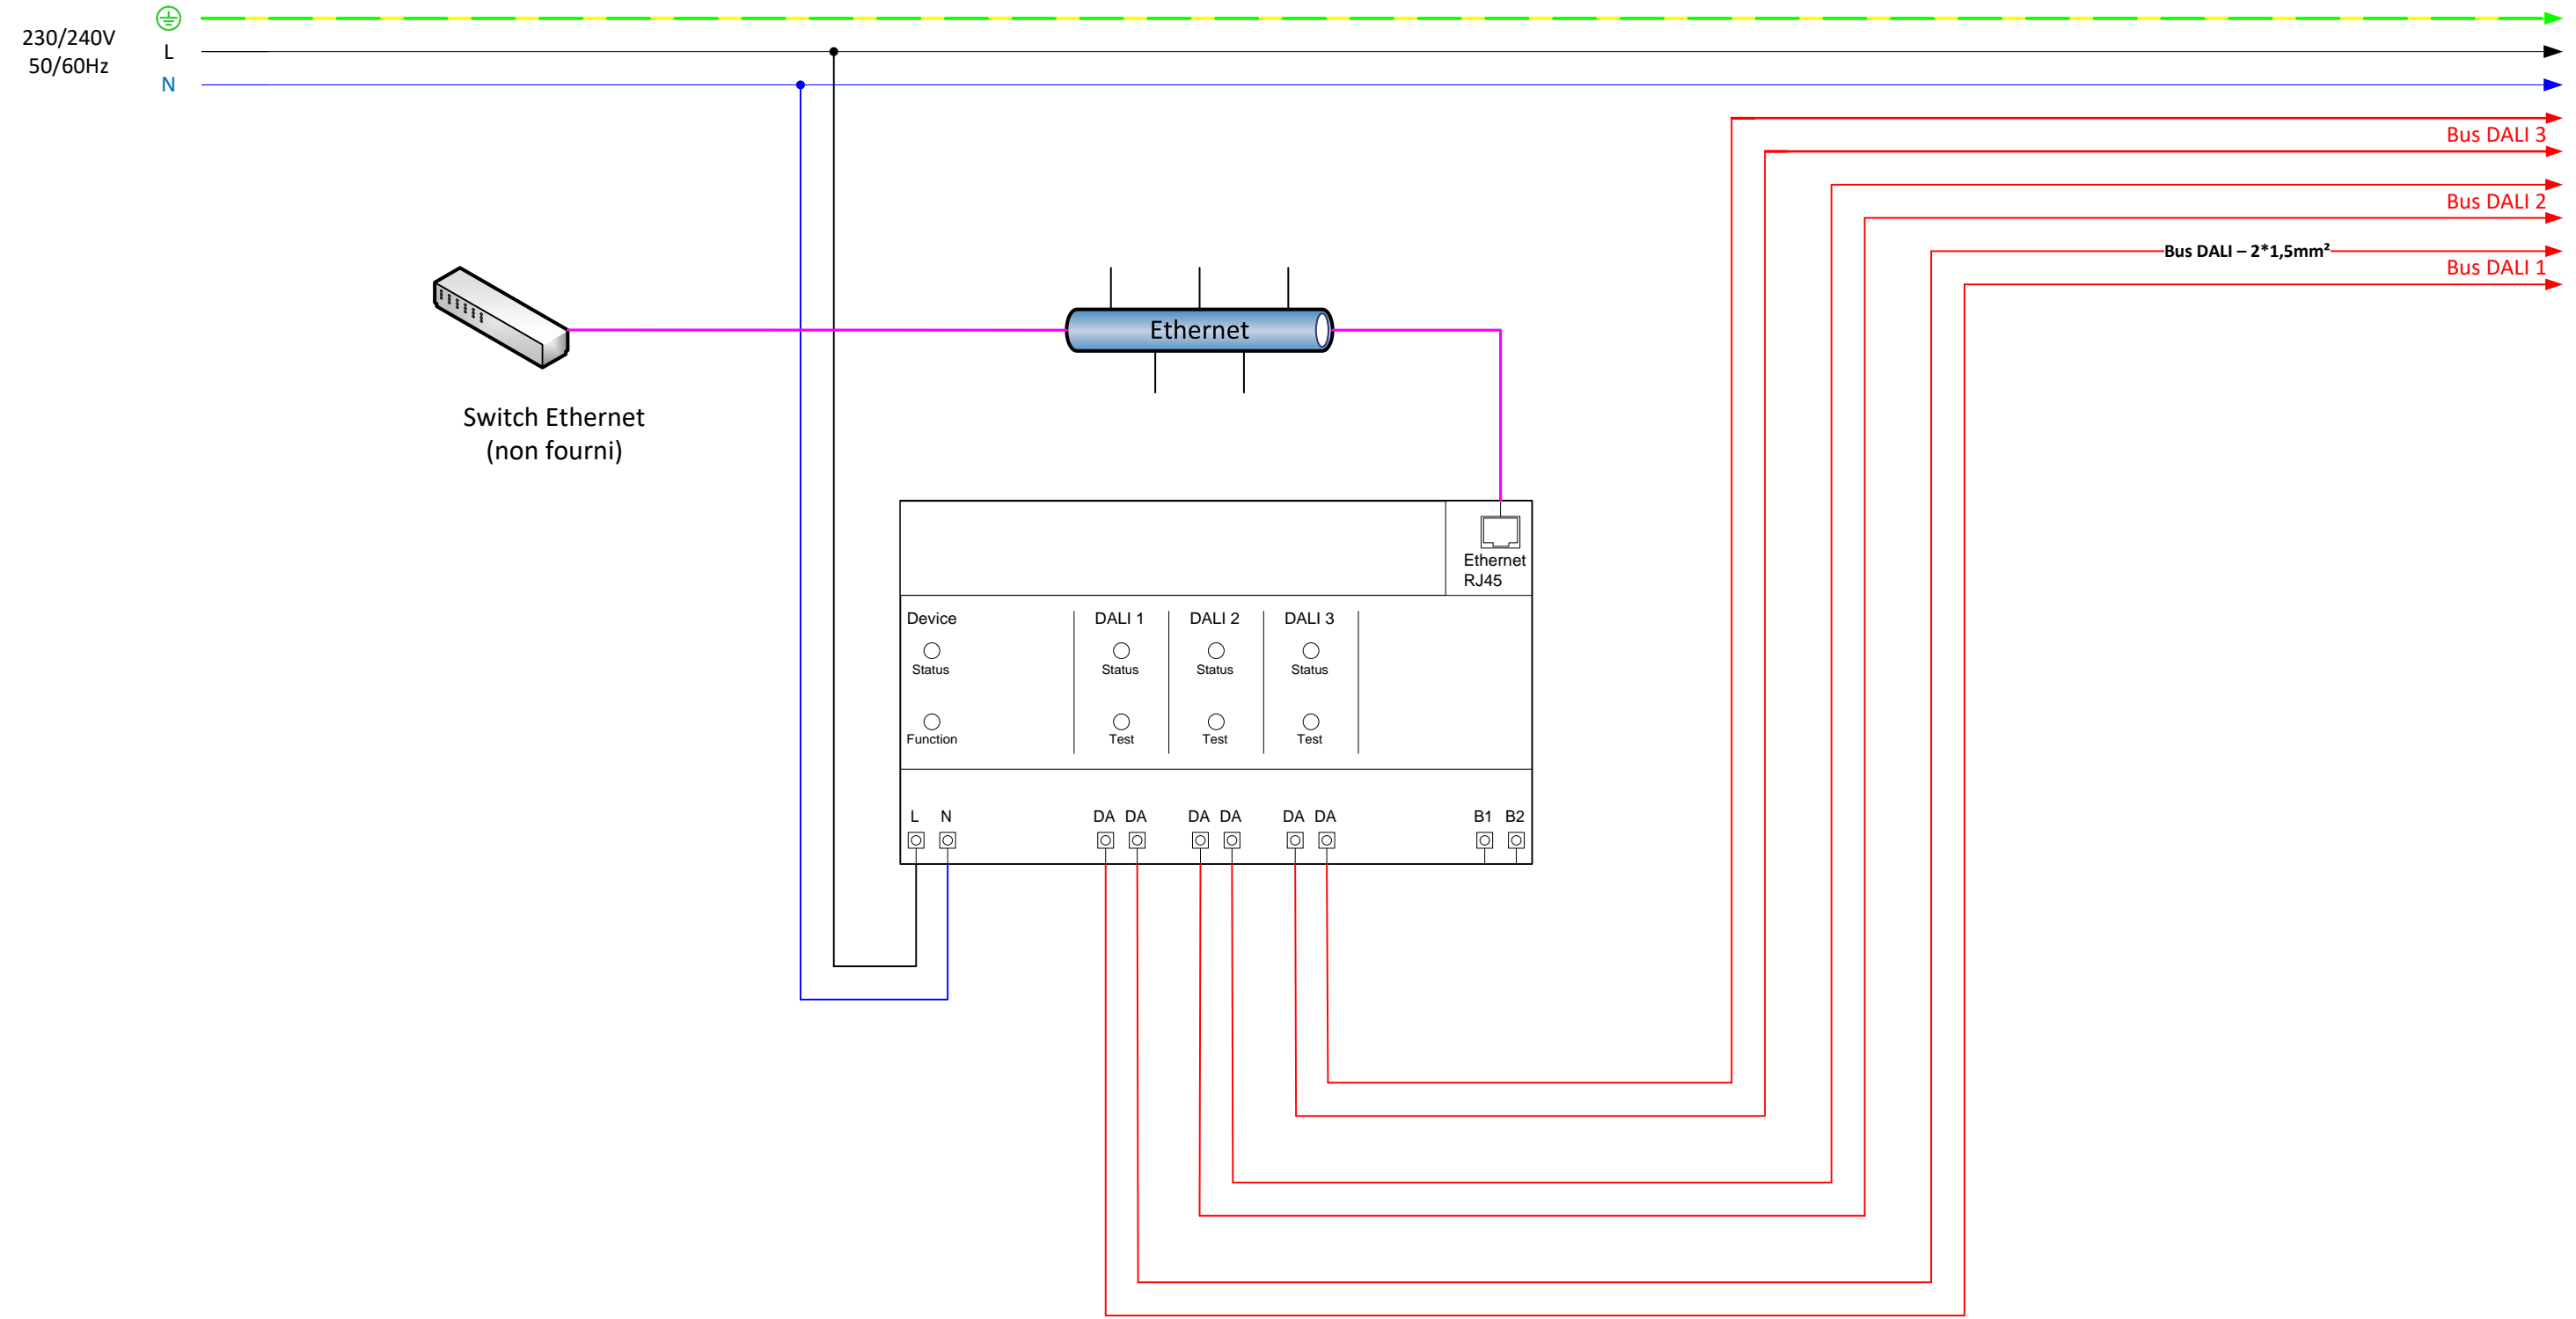 230/240V
50/60Hz
L
N
Bus DALI 3
Bus DALI 2
Bus DALI – 2*1,5mm²
Bus DALI 1
Ethernet
Switch Ethernet
(non fourni)
Ethernet
RJ45
Device
DALI 1
DALI 2
DALI 3
Status
Status
Status
Status
Function
Test
Test
Test
L N
DA DA
DA DA
DA DA
B1 B2